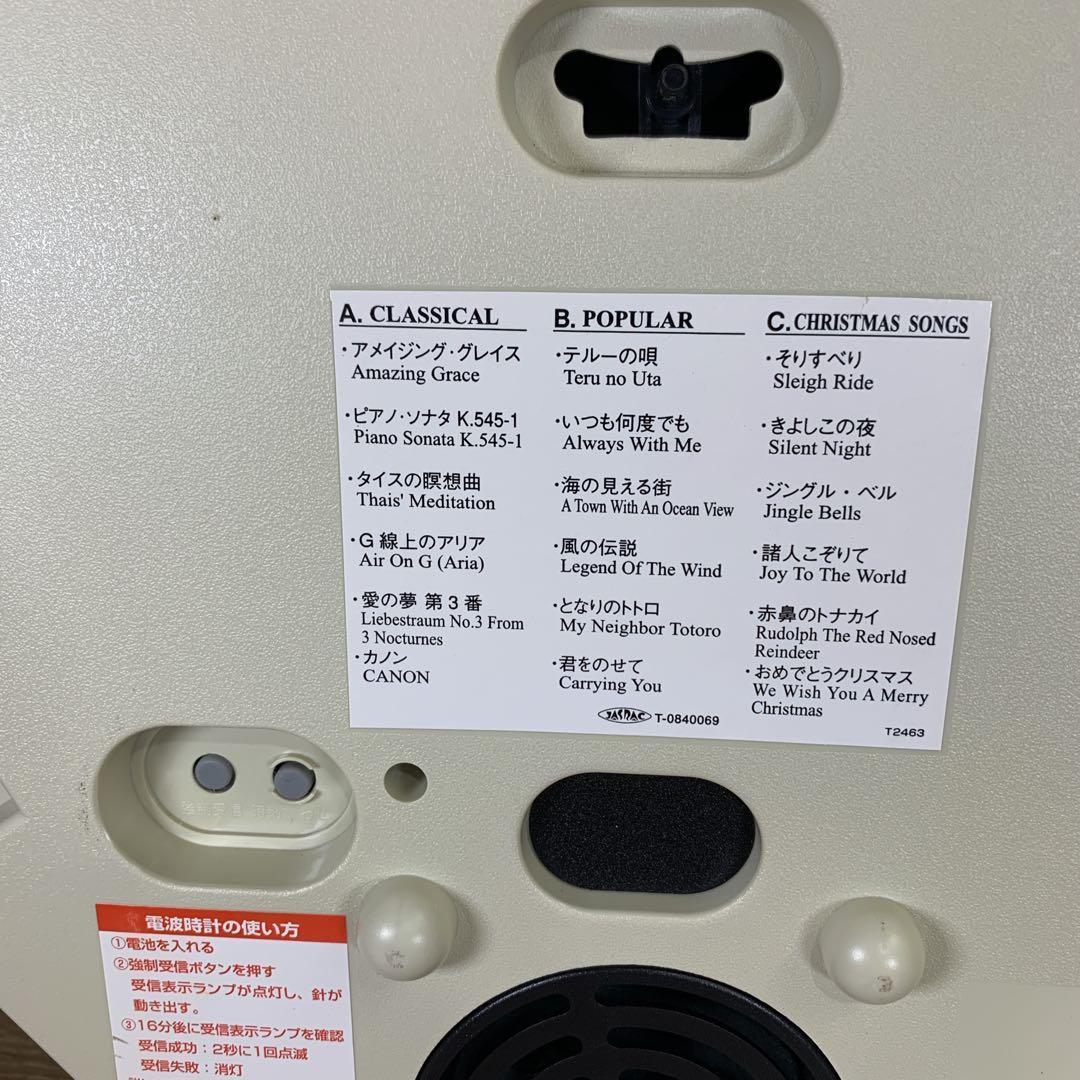 A. CLASSICAL
・アメイジング・グレイス
Amazing Grace
・ピアノ・ソナタ K.545-1
Piano Sonata K.545-1
・タイスの瞑想曲
Thais' Meditation
・G 線上のアリア
Air On G (Aria)
・愛の夢 第3番
Liebestraum No.3 From
3 Nocturnes
・カノン
CANON
B. POPULAR
・テルーの唄
Teru no Uta
・いつも何度でも
Always With Me
・海の見える街
A Town With An Ocean View
・風の伝説
Legend Of The Wind
・となりのトトロ
My Neighbor Totoro
・君をのせて
Carrying You
JASRAC T-0840069
C. CHRISTMAS SONGS
・そりすべり
Sleigh Ride
・きよしこの夜
Silent Night
・ジングル・ベル
Jingle Bells
・諸人こぞりて
Joy To The World
・赤鼻のトナカイ
Rudolph The Red Nosed
Reindeer
・おめでとうクリスマス
We Wish You A Merry
Christmas
T2463
電波時計の使い方
①電池を入れる
②強制受信ボタンを押す
受信表示ランプが点灯し、針が
動き出す。
③16分後に受信表示ランプを確認
受信成功：2秒に1回点滅
受信失敗：消灯